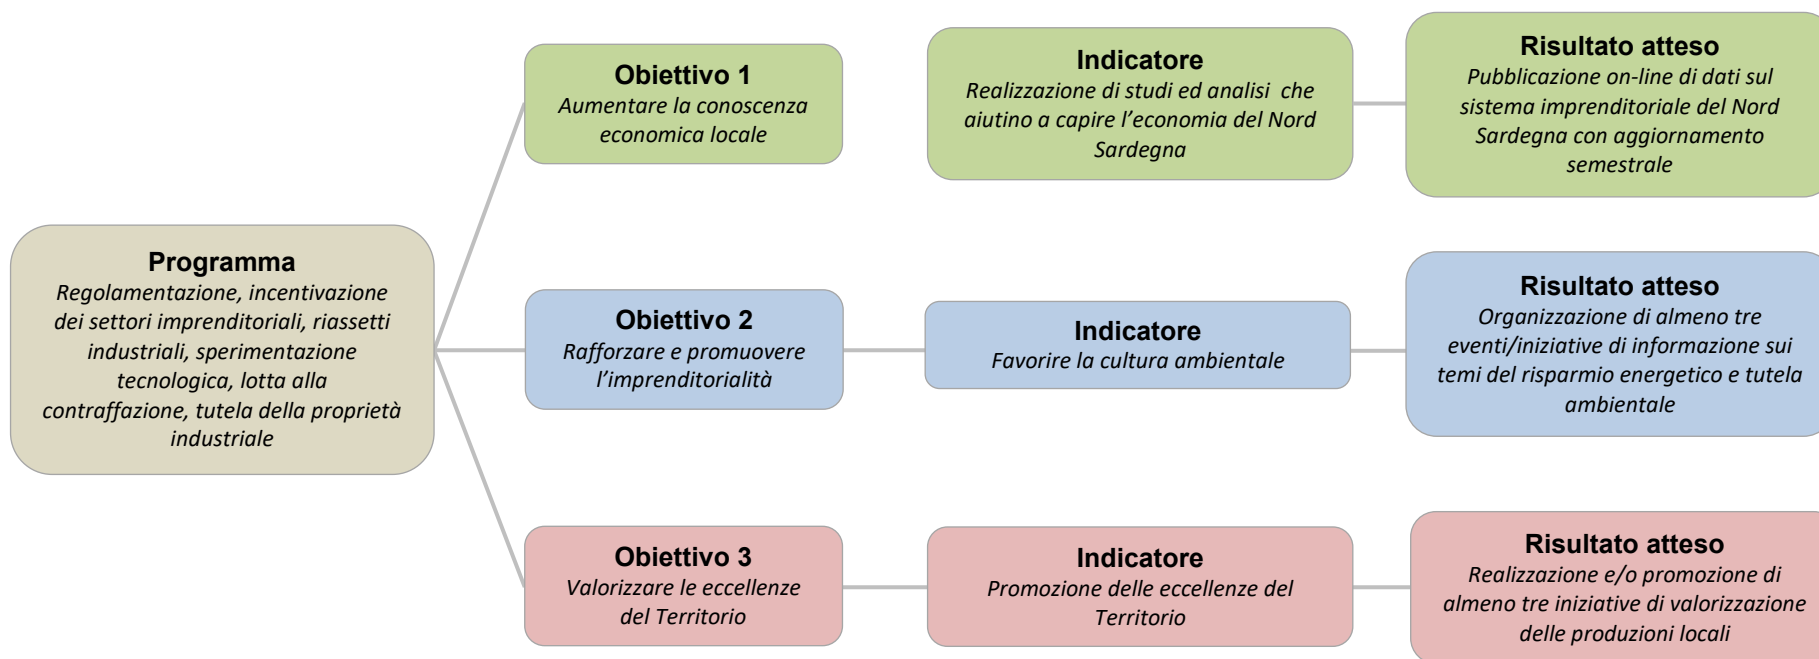 Programma
Regolamentazione, incentivazione
dei settori imprenditoriali, riassetti
industriali, sperimentazione
tecnologica, lotta alla
contraffazione, tutela della proprietà
industriale
Obiettivo 1
Aumentare la conoscenza
economica locale
Indicatore
Realizzazione di studi ed analisi che
aiutino a capire l’economia del Nord
Sardegna
Risultato atteso
Pubblicazione on-line di dati sul
sistema imprenditoriale del Nord
Sardegna con aggiornamento
semestrale
Obiettivo 2
Rafforzare e promuovere
l’imprenditorialità
Indicatore
Favorire la cultura ambientale
Risultato atteso
Organizzazione di almeno tre
eventi/iniziative di informazione sui
temi del risparmio energetico e tutela
ambientale
Obiettivo 3
Valorizzare le eccellenze
del Territorio
Indicatore
Promozione delle eccellenze del
Territorio
Risultato atteso
Realizzazione e/o promozione di
almeno tre iniziative di valorizzazione
delle produzioni locali